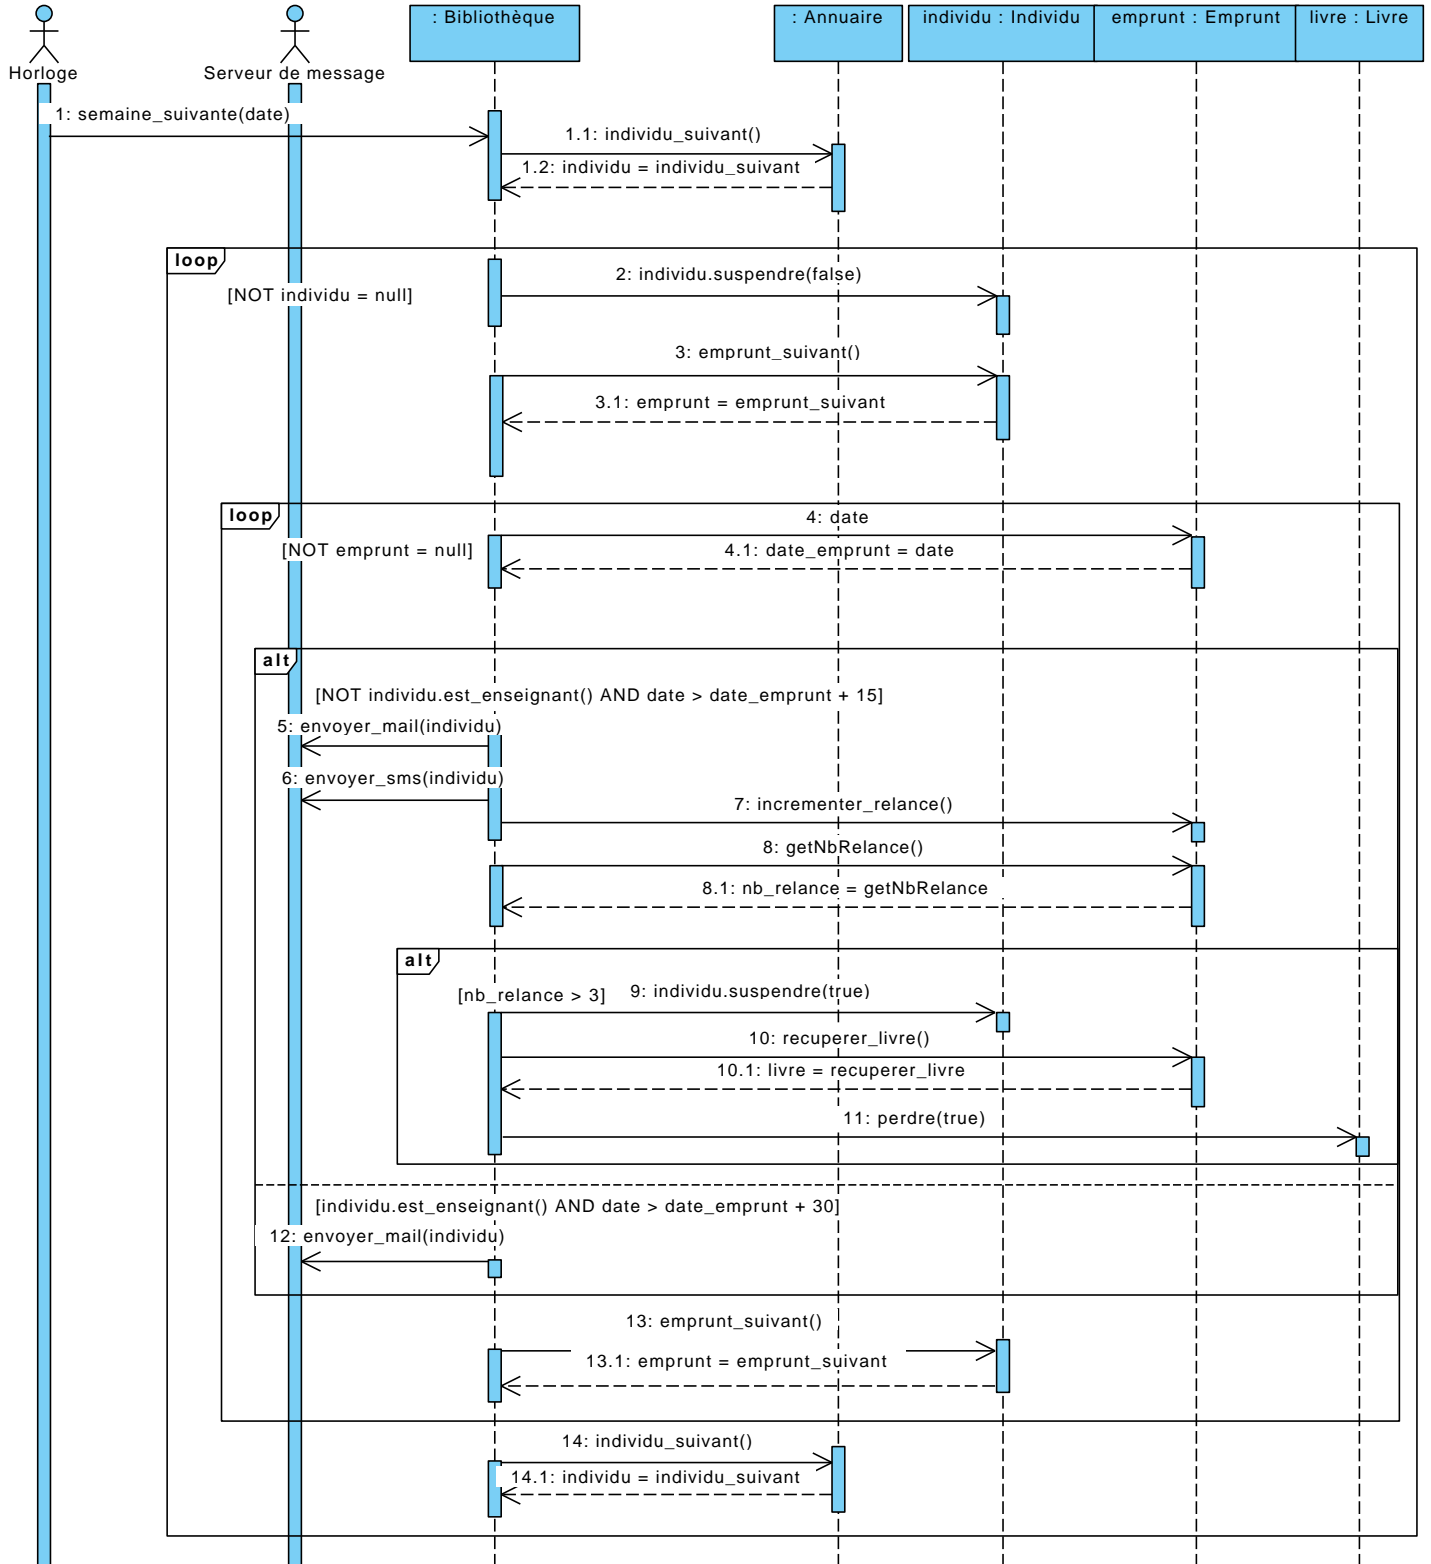 Horloge
Serveur de message
: Bibliothèque
: Annuaire
individu : Individu
emprunt : Emprunt
livre : Livre
1: semaine_suivante(date)
1.1: individu_suivant()
1.2: individu = individu_suivant
loop
[NOT individu = null]
2: individu.suspendre(false)
3: emprunt_suivant()
3.1: emprunt = emprunt_suivant
loop
[NOT emprunt = null]
4: date
4.1: date_emprunt = date
alt
[NOT individu.est_enseignant() AND date > date_emprunt + 15]
5: envoyer_mail(individu)
6: envoyer_sms(individu)
7: incrementer_relance()
8: getNbRelance()
8.1: nb_relance = getNbRelance
alt
[nb_relance > 3]
9: individu.suspendre(true)
10: recuperer_livre()
10.1: livre = recuperer_livre
11: perdre(true)
[individu.est_enseignant() AND date > date_emprunt + 30]
12: envoyer_mail(individu)
13: emprunt_suivant()
13.1: emprunt = emprunt_suivant
14: individu_suivant()
14.1: individu = individu_suivant